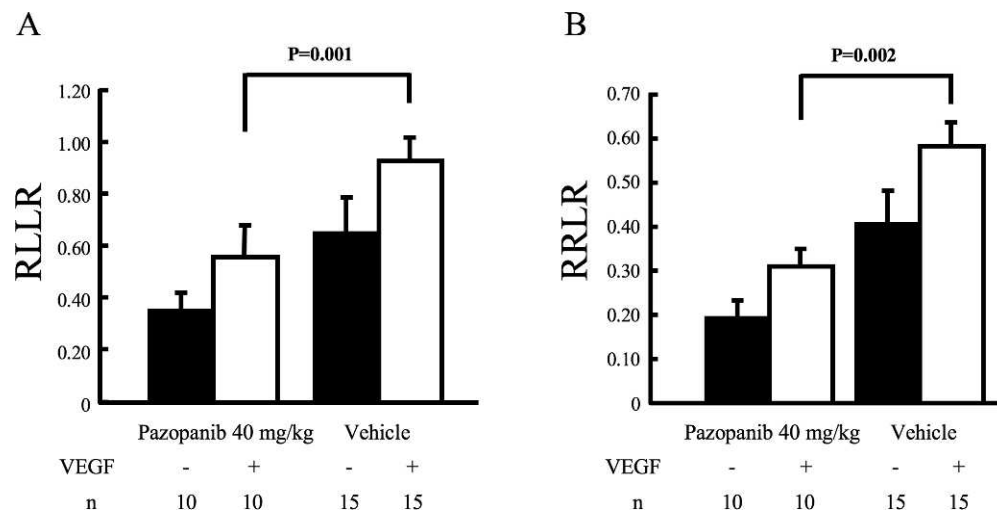 A
P=0.001
1.20
1.00
0.80
0.60
0.40
0.20
0
RLLR
Pazopanib 40 mg/kg Vehicle
VEGF - + - +
n 10 10 15 15
B
P=0.002
0.70
0.60
0.50
0.40
0.30
0.20
0.10
0
RRLR
Pazopanib 40 mg/kg Vehicle
VEGF - + - +
n 10 10 15 15